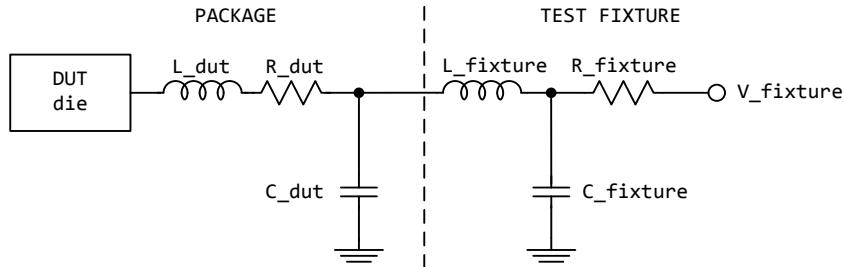 PACKAGE
TEST FIXTURE
L_dut
R_dut
L_fixture
R_fixture
DUT
die
V_fixture
C_dut
C_fixture